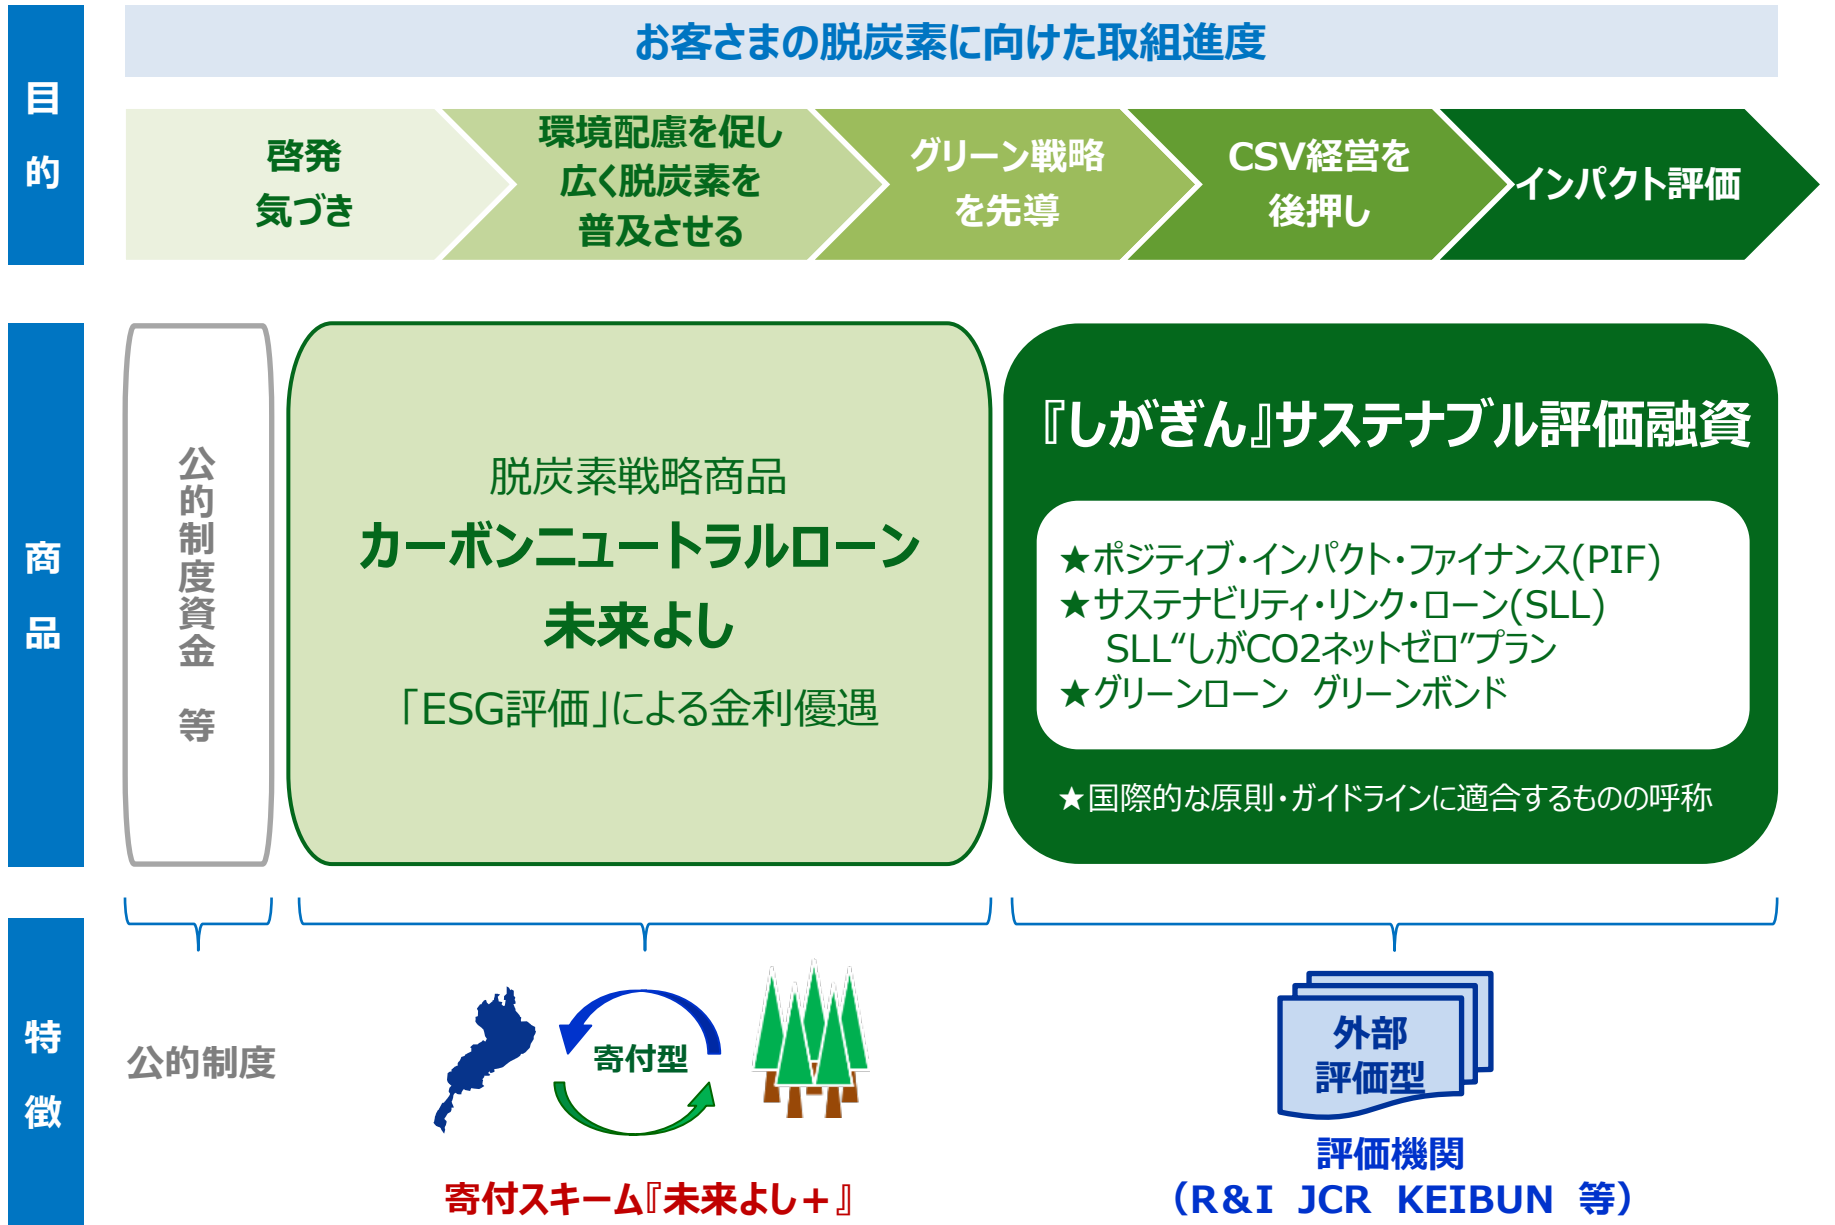 目的
お客さまの脱炭素に向けた取組進度
啓発
気づき
環境配慮を促し
広く脱炭素を
普及させる
グリーン戦略
を先導
CSV経営を
後押し
インパクト評価
商品
公的制度資金　等
脱炭素戦略商品
カーボンニュートラルローン
未来よし
「ESG評価」による金利優遇
『しがぎん』サステナブル評価融資
★ポジティブ・インパクト・ファイナンス(PIF)
★サステナビリティ・リンク・ローン(SLL)
SLL“しがCO2ネットゼロ”プラン
★グリーンローン　グリーンボンド
★国際的な原則・ガイドラインに適合するものの呼称
特徴
公的制度
寄付型
寄付スキーム『未来よし＋』
外部
評価型
評価機関
（R&I　JCR　KEIBUN　等）